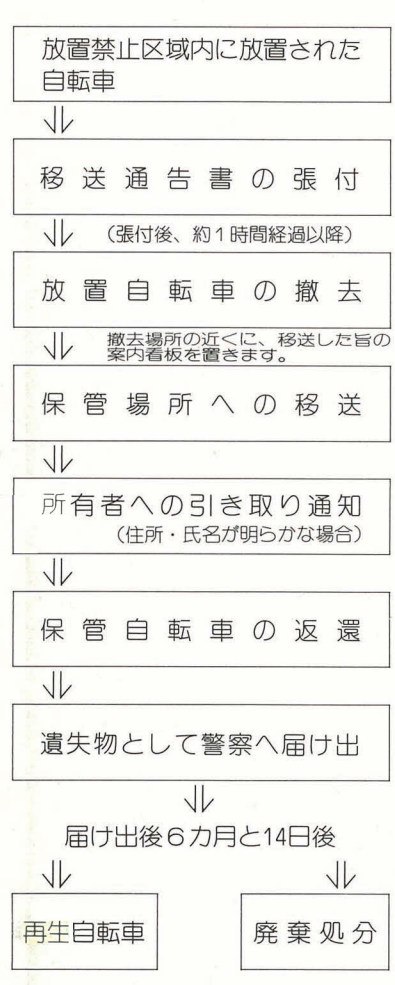 放置禁止区域内に放置された
自転車
⇓
移送通告書の張付
⇓ （張付後、約１時間経過以降）
放置自転車の撤去
⇓ 撤去場所の近くに、移送した旨の
案内看板を置きます。
保管場所への移送
⇓
所有者への引き取り通知
（住所・氏名が明らかな場合）
⇓
保管自転車の返還
⇓
遺失物として警察へ届け出
⇓
届け出後６カ月と14日後
⇓ ⇓
再生自転車 廃棄処分